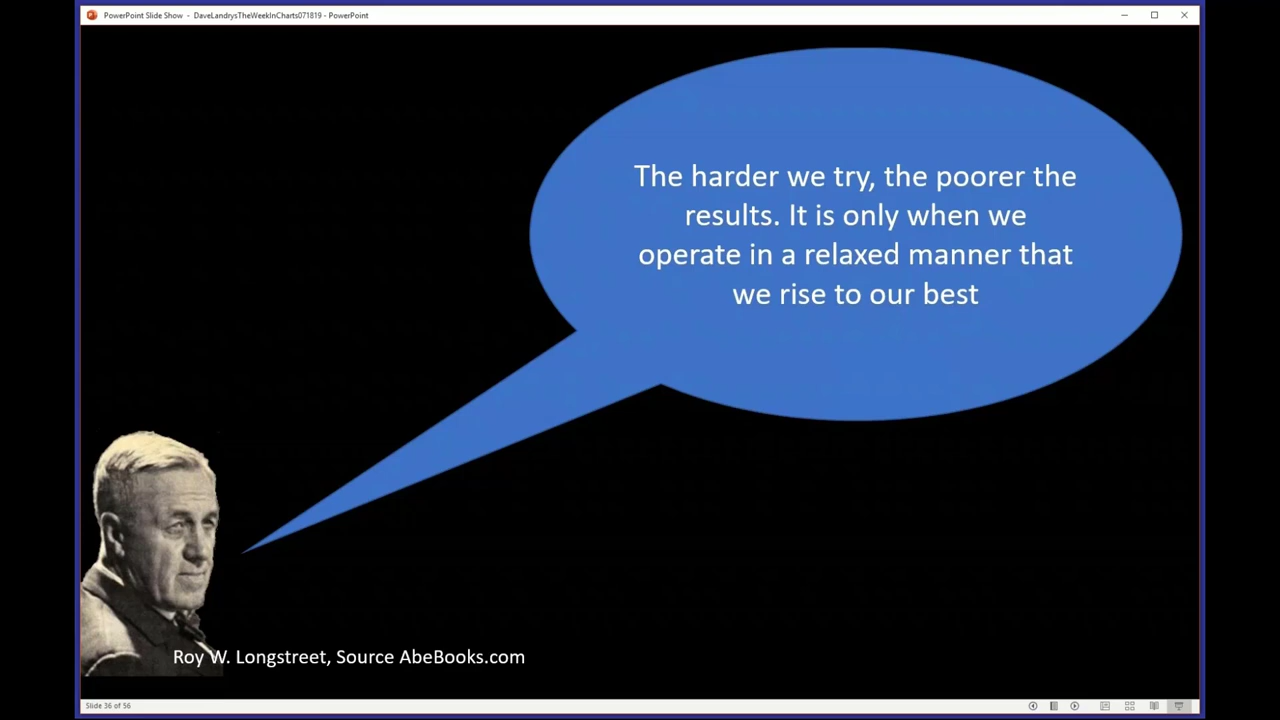 PowerPoint Slide Show - DaveLandrysTheWeekInCharts071819 - PowerPoint
The harder we try, the poorer the
results. It is only when we
operate in a relaxed manner that
we rise to our best
Roy W. Longstreet, Source AbeBooks.com
Slide 36 of 56